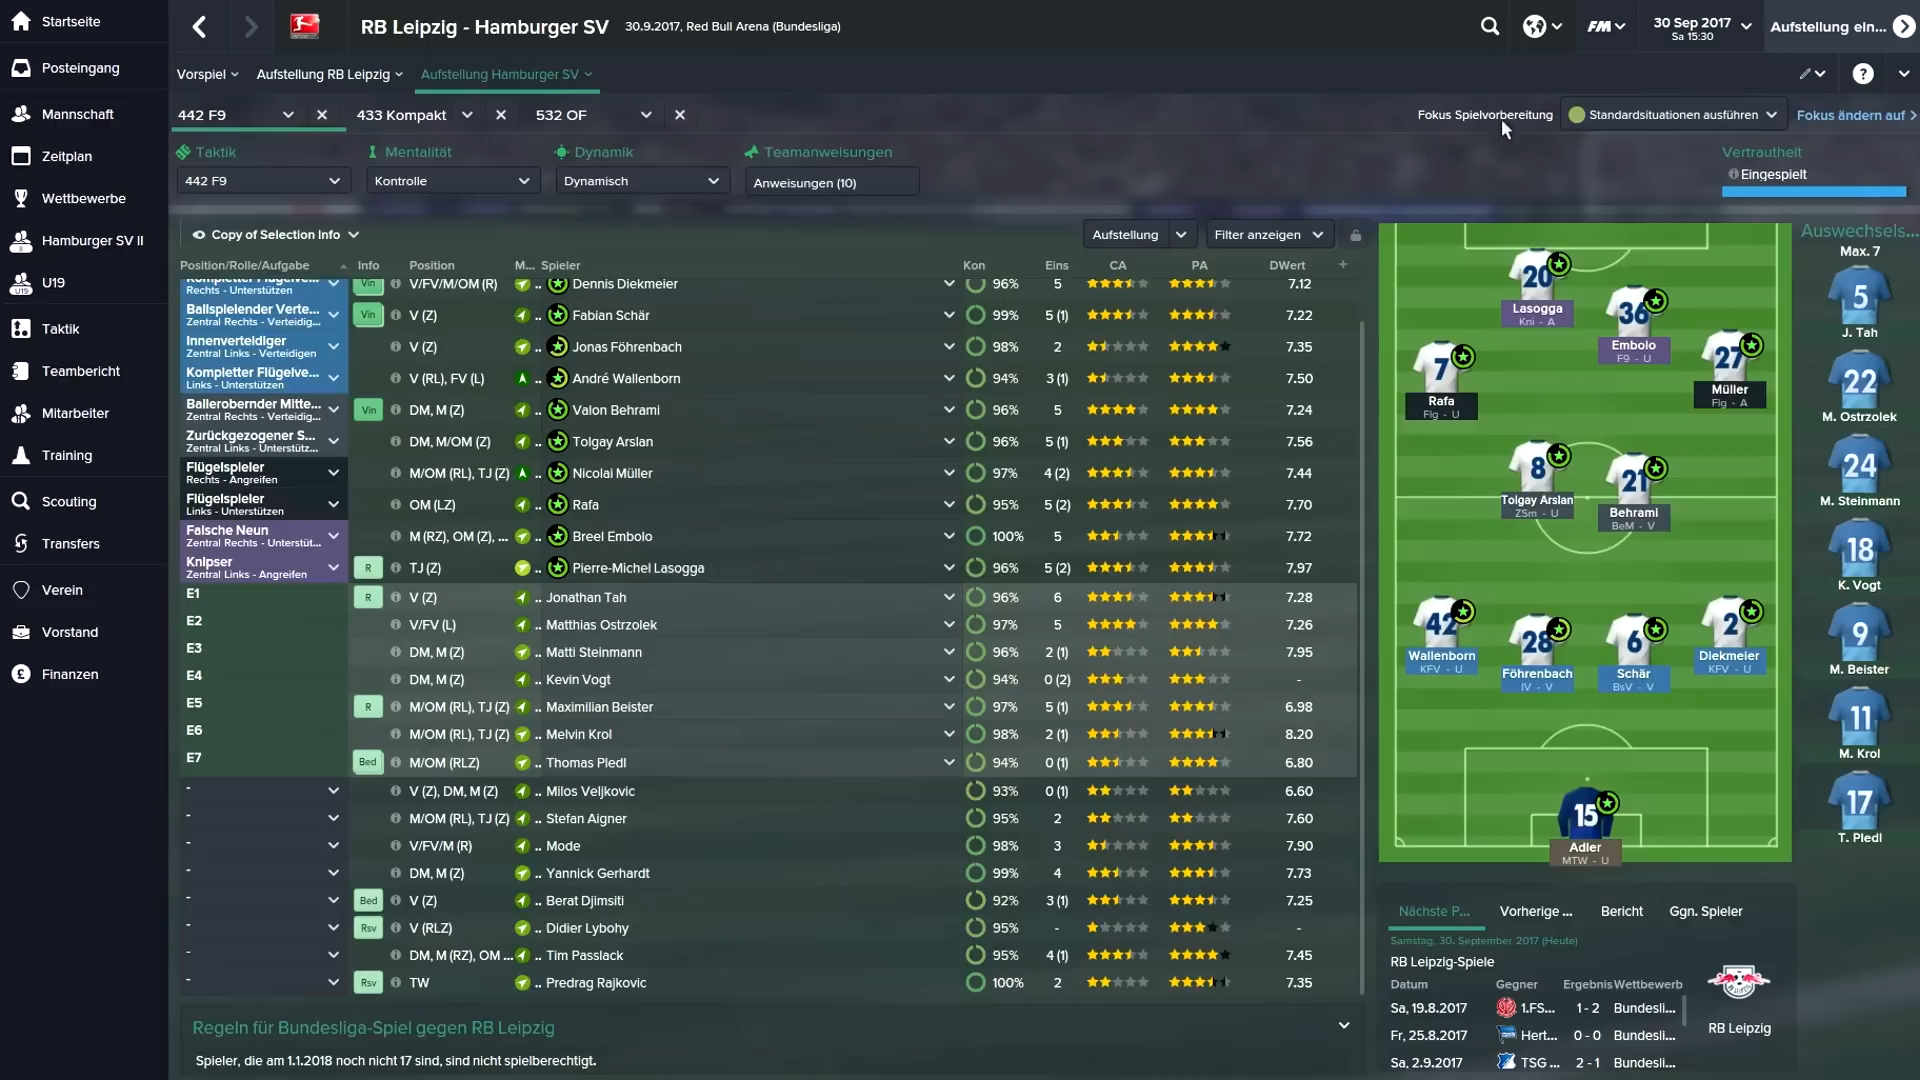 Startseite
Posteingang
Mannschaft
Zeitplan
Wettbewerbe
Hamburger SV II
U19
Taktik
Teambericht
Mitarbeiter
Training
Scouting
Transfers
Verein
Vorstand
Finanzen
RB Leipzig - Hamburger SV 30.9.2017, Red Bull Arena (Bundesliga)
FM 30 Sep 2017 Sa 15:30 Aufstellung ein...
Vorspiel Aufstellung RB Leipzig Aufstellung Hamburger SV
442 F9 433 Kompakt 532 OF
Fokus Spielvorbereitung Standardsituationen ausführen Fokus ändern auf >
Taktik Mentalität Dynamik Teamanweisungen
442 F9 Kontrolle Dynamisch Anweisungen (10)
Vertrautheit
Eingespielt
Copy of Selection Info Aufstellung Filter anzeigen
Position/Rolle/Aufgabe Info Position M... Spieler Kon Eins CA PA DWert +
Kompletter Flügelve... Rechts - Unterstützen Vin V/FV/M/OM (R) Dennis Diekmeier 96% 5 7.12
Ballspielender Verte... Zentral Rechts - Verteidig... Vin V (Z) Fabian Schär 99% 5 (1) 7.22
Innenverteidiger Zentral Links - Verteidigen V (Z) .. Jonas Föhrenbach 98% 2 7.35
Kompletter Flügelve... Links - Unterstützen V (RL), FV (L) .. André Wallenborn 94% 3 (1) 7.50
Ballerobernder Mitte... Zentral Rechts - Verteidig... Vin DM, M (Z) .. Valon Behrami 96% 5 7.24
Zurückgezogener S... Zentral Links - Unterstütz... DM, M/OM (Z) .. Tolgay Arslan 96% 5 (1) 7.56
Flügelspieler Rechts - Angreifen M/OM (RL), TJ (Z) .. Nicolai Müller 97% 4 (2) 7.44
Flügelspieler Links - Unterstützen OM (LZ) .. Rafa 95% 5 (2) 7.70
Falsche Neun Zentral Rechts - Unterstüt... M (RZ), OM (Z), ... .. Breel Embolo 100% 5 7.72
Knipser Zentral Links - Angreifen R TJ (Z) .. Pierre-Michel Lasogga 96% 5 (2) 7.97
E1 R V (Z) .. Jonathan Tah 96% 6 7.28
E2 V/FV (L) .. Matthias Ostrzolek 97% 5 7.26
E3 DM, M (Z) .. Matti Steinmann 96% 2 (1) 7.95
E4 DM, M (Z) .. Kevin Vogt 94% 0 (2) -
E5 R M/OM (RL), TJ (Z) .. Maximilian Beister 97% 5 (1) 6.98
E6 M/OM (RL), TJ (Z) .. Melvin Krol 98% 2 (1) 8.20
E7 Bed M/OM (RLZ) .. Thomas Pledl 94% 0 (1) 6.80
- V (Z), DM, M (Z) .. Milos Veljkovic 93% 0 (1) 6.60
- M/OM (RL), TJ (Z) .. Stefan Aigner 95% 2 7.60
- V/FV/M (R) .. Mode 98% 3 7.90
- DM, M (Z) .. Yannick Gerhardt 99% 4 7.73
- Bed V (Z) .. Berat Djimsiti 92% 3 (1) 7.25
- Rsv V (RLZ) .. Didier Lybohy 95% - -
- DM, M (RZ), OM ... .. Tim Passlack 95% 4 (1) 7.45
- Rsv TW .. Predrag Rajkovic 100% 2 7.35
Regeln für Bundesliga-Spiel gegen RB Leipzig
Spieler, die am 1.1.2018 noch nicht 17 sind, sind nicht spielberechtigt.
20 Lasogga Kni - A
36 Embolo F9 - U
7 Rafa Flg - U
27 Müller Flg - A
8 Tolgay Arslan ZSm - U
21 Behrami BeM - V
42 Wallenborn KFV - U
28 Föhrenbach IV - V
6 Schär BsV - V
2 Diekmeier KFV - U
15 Adler MTW - U
Auswechsels...
Max. 7
5 J. Tah
22 M. Ostrzolek
24 M. Steinmann
18 K. Vogt
9 M. Beister
11 M. Krol
17 T. Pledl
Nächste P... Vorherige ... Bericht Ggn. Spieler
Samstag, 30. September 2017 (Heute)
RB Leipzig-Spiele
Datum Gegner Ergebnis Wettbewerb
Sa, 19.8.2017 1.FS... 1 - 2 Bundesli...
Fr, 25.8.2017 Hert... 0 - 0 Bundesli...
Sa, 2.9.2017 TSG ... 2 - 1 Bundesli...
RB Leipzig